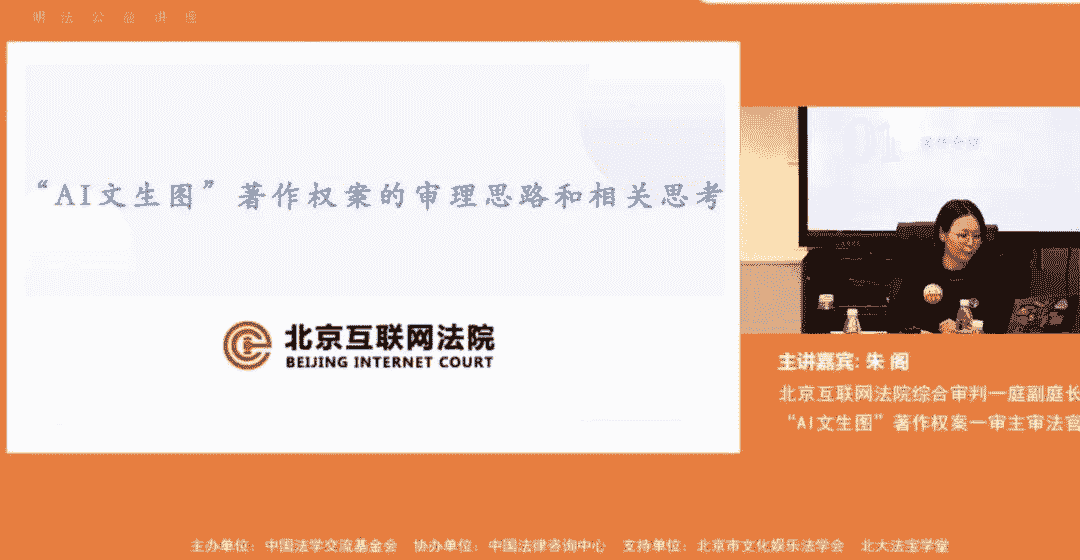 明法公益讲堂
“AI文生图”著作权案的审理思路和相关思考
北京互联网法院
BEIJING INTERNET COURT
01
主讲嘉宾: 朱 阁
北京互联网法院综合审判一庭副庭长
“AI文生图”著作权案一审主审法官
主办单位: 中国法学交流基金会 协办单位: 中国法律咨询中心 支持单位: 北京市文化娱乐法学会 北大法宝学堂